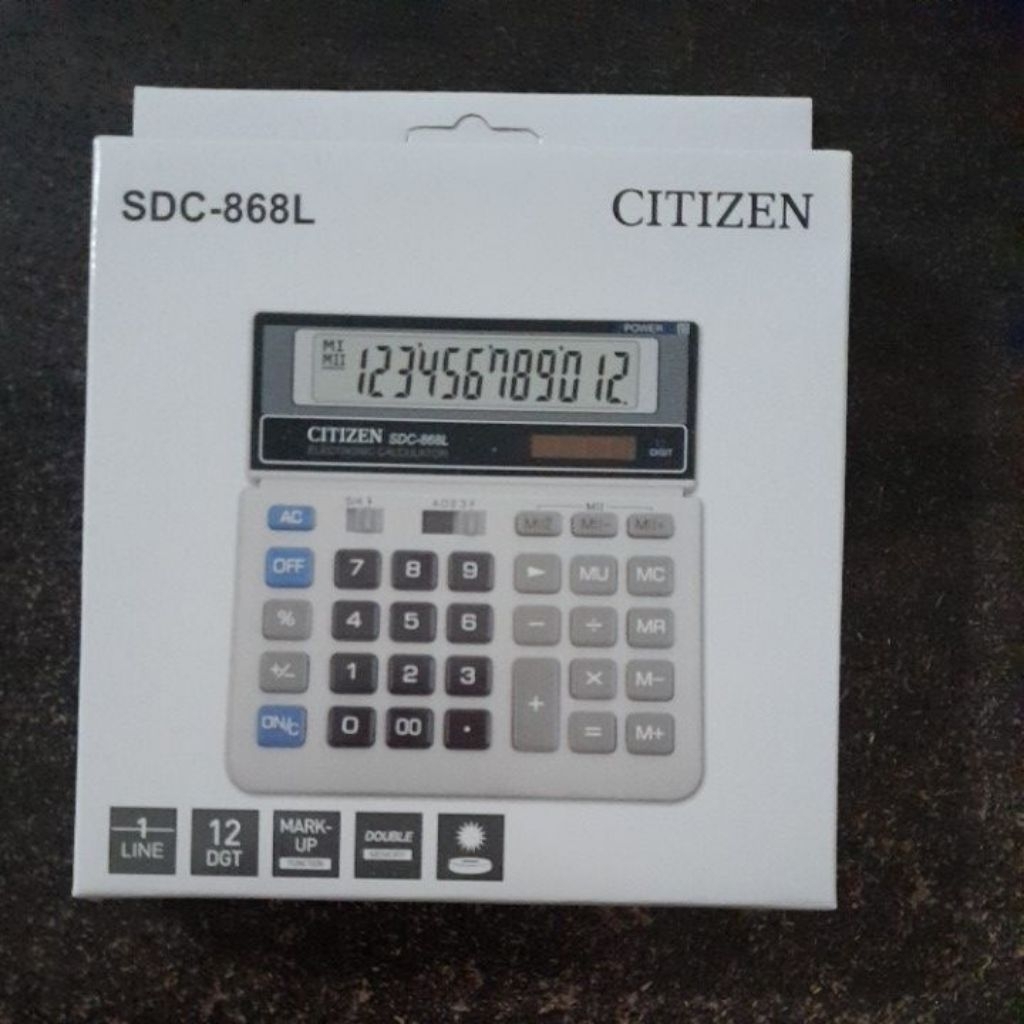 SDC-868L CITIZEN
POWER
MI
MII
123456789012.
CITIZEN SDC-868L
ELECTRONIC CALCULATOR
DIGIT
AC
MII
OFF 7 8 9 ► MU MC
% 4 5 6 − ÷ MR
+/− 1 2 3 + × M−
ON/C 0 00 . = M+
1
LINE
12
DGT
MARK-
UP
FUNCTION
DOUBLE
MEMORY